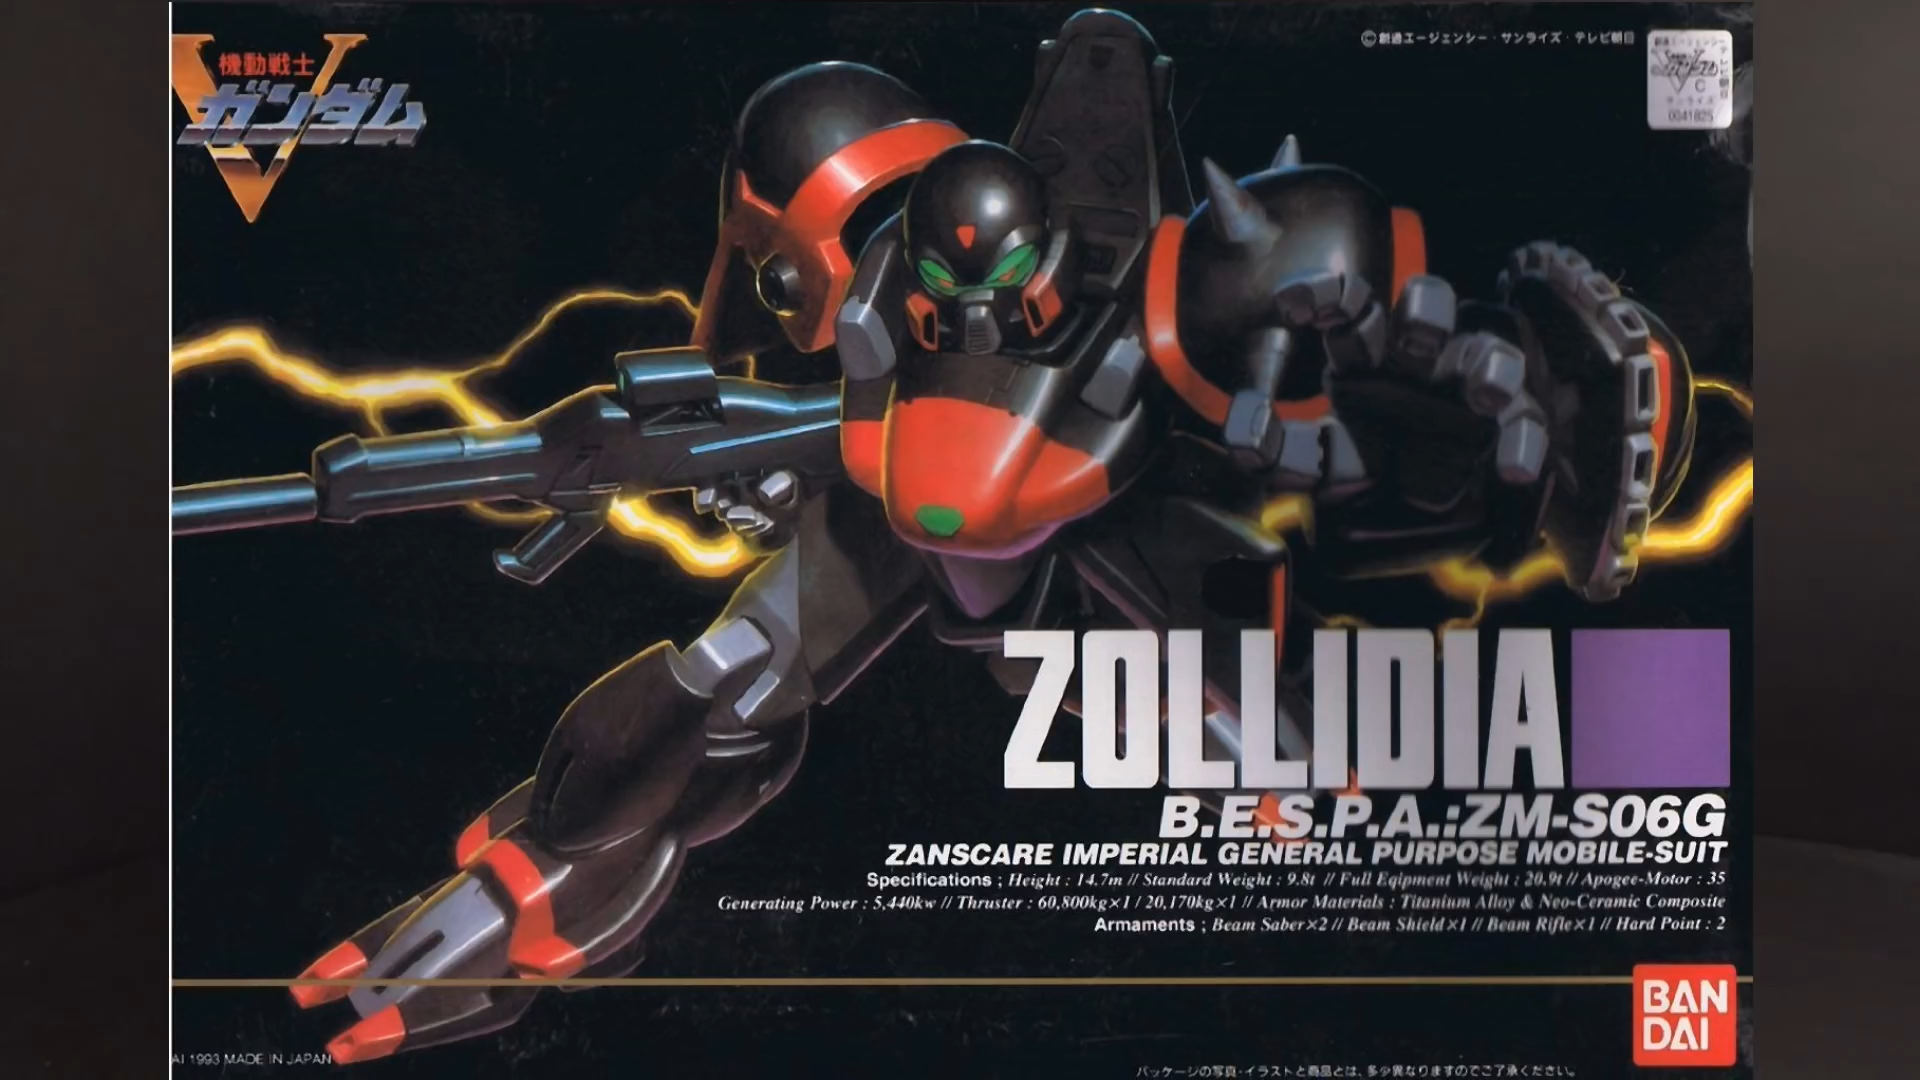 機動戦士
V
ガンダム
©創通エージェンシー・サンライズ・テレビ朝日
0041825
ZOLLIDIA
B.E.S.P.A.:ZM-S06G
ZANSCARE IMPERIAL GENERAL PURPOSE MOBILE-SUIT
Specifications ; Height : 14.7m // Standard Weight : 9.8t // Full Eqipment Weight : 20.9t // Apogee-Motor : 35
Generating Power : 5,440kw // Thruster : 60,800kg×1 / 20,170kg×1 // Armor Materials : Titanium Alloy & Neo-Ceramic Composite
Armaments ; Beam Saber×2 // Beam Shield×1 // Beam Rifle×1 // Hard Point : 2
BAN
DAI
AI 1993 MADE IN JAPAN
パッケージの写真・イラストと商品とは、多少異なりますのでご了承ください。